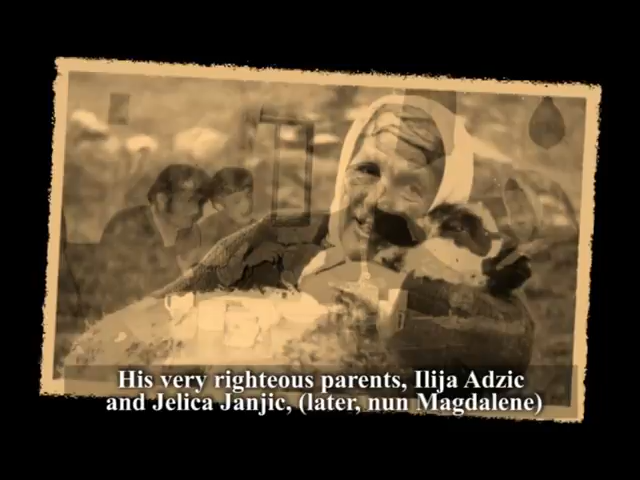 His very righteous parents, Ilija Adzic
and Jelica Janjic, (later, nun Magdalene)